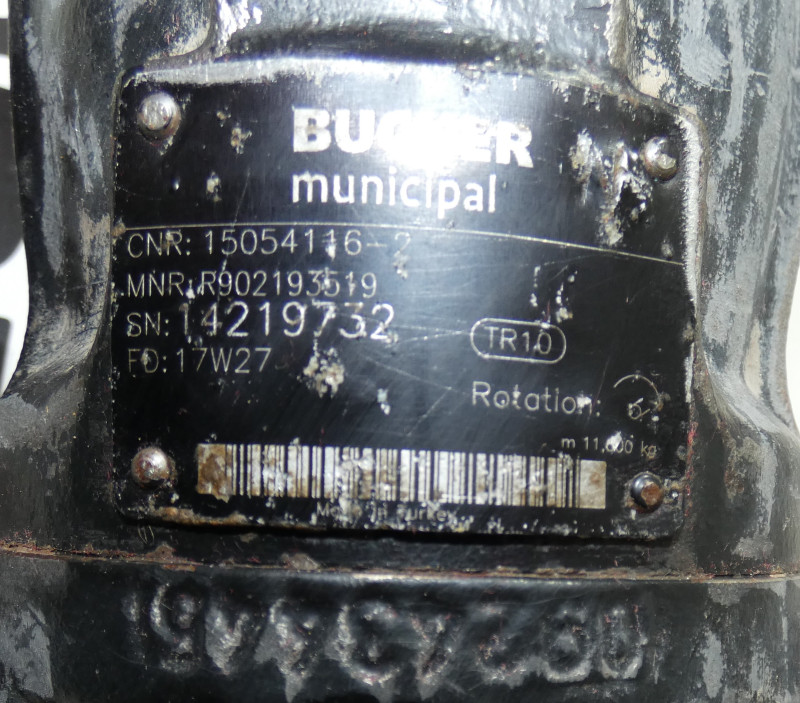 BUCHER
municipal
CNR: 15054116-2
MNR: R902193519
SN: 14219732
FD: 17W27
TR10
Rotation:
m 11,600 kg
Made in Turkey